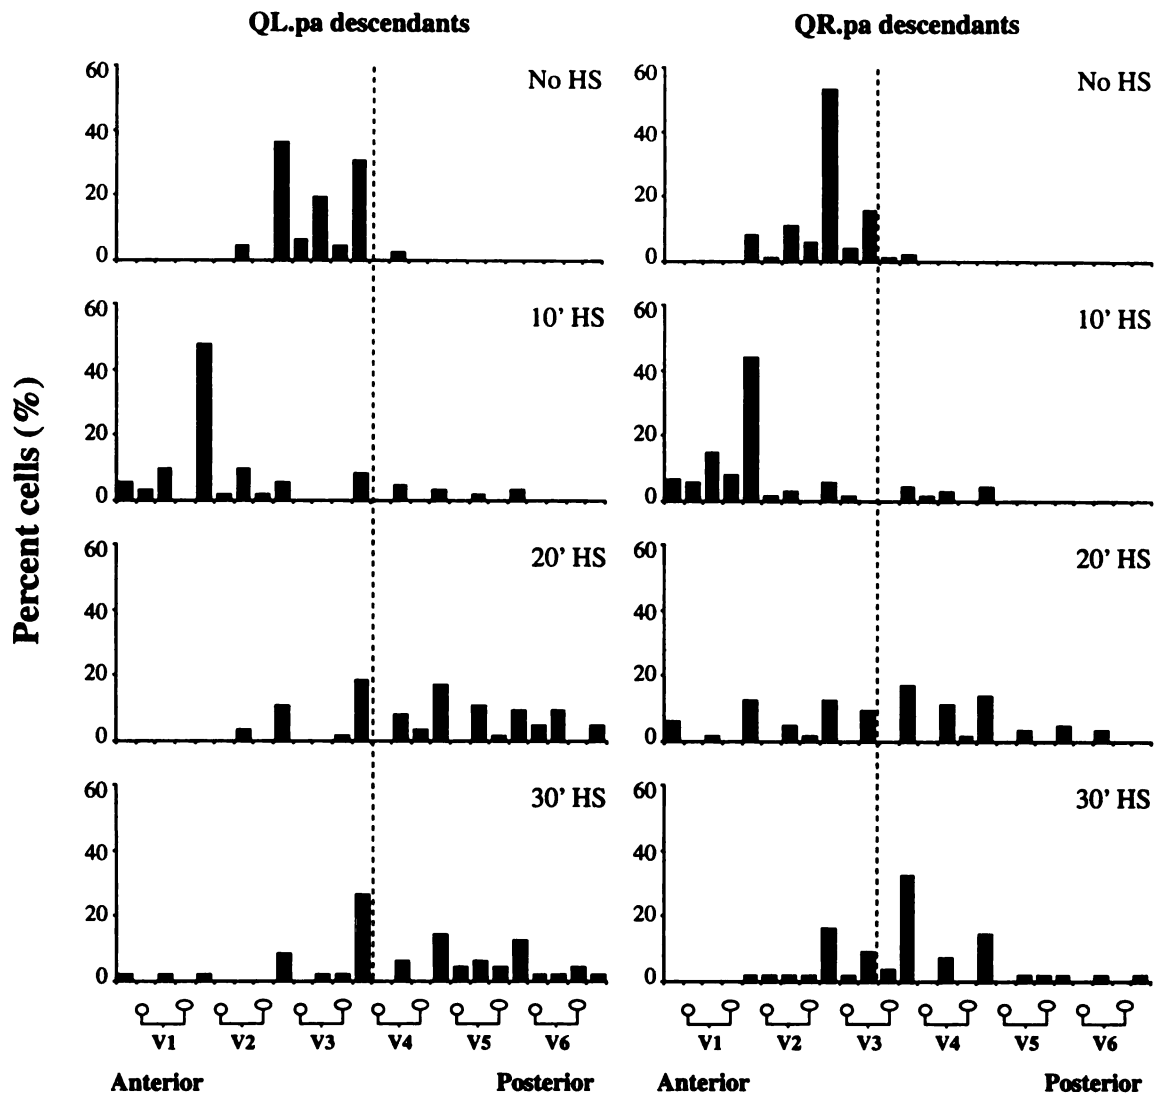 QL.pa descendants QR.pa descendants
60 No HS 60 No HS
40 40
20 20
0 0
60 10’ HS 60 10’ HS
40 40
20 20
0 0
Percent cells (%)
60 20’ HS 60 20’ HS
40 40
20 20
0 0
60 30’ HS 60 30’ HS
40 40
20 20
0 0
V1 V2 V3 V4 V5 V6 V1 V2 V3 V4 V5 V6
Anterior Posterior Anterior Posterior